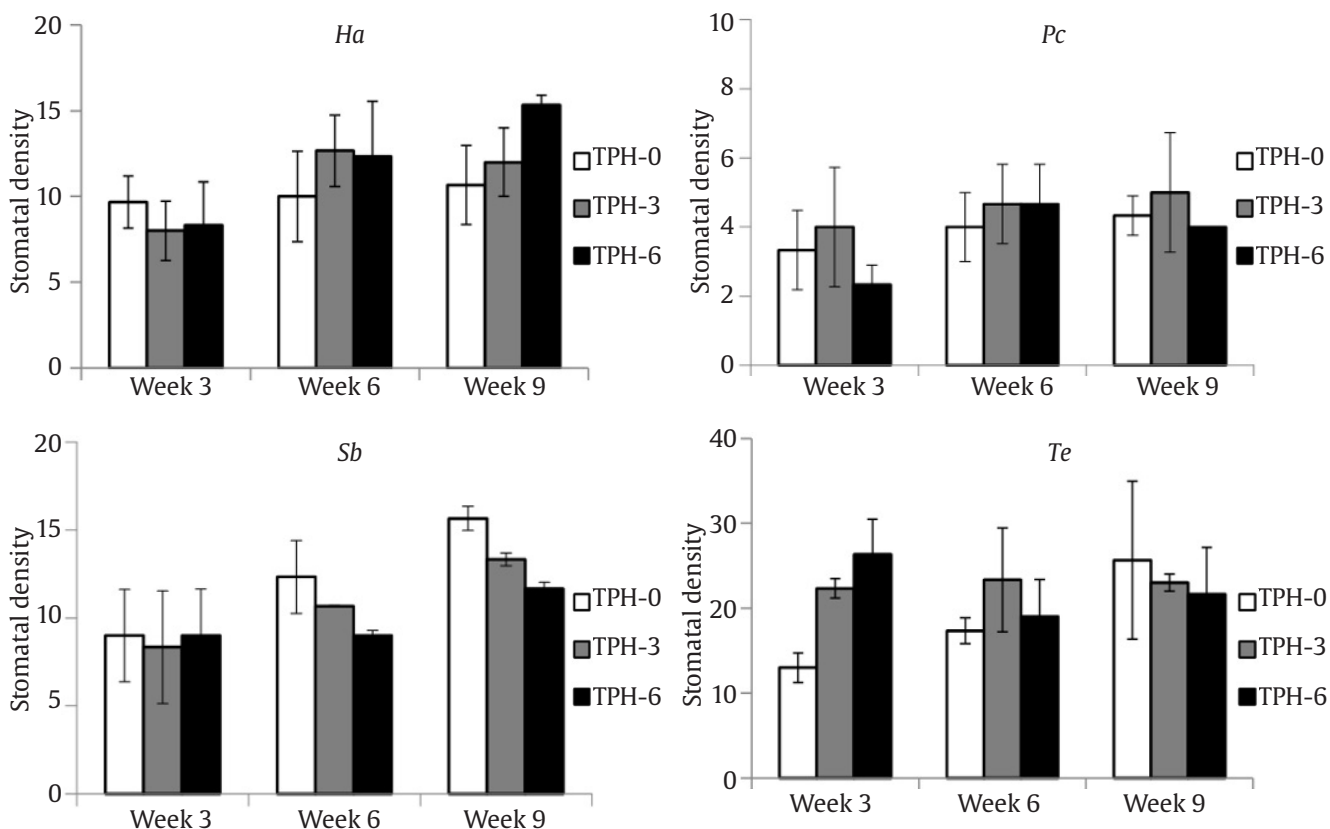 Ha
Stomatal density
20
15
10
5
0
Week 3 Week 6 Week 9
TPH-0
TPH-3
TPH-6
Pc
Stomatal density
10
8
6
4
2
0
Week 3 Week 6 Week 9
TPH-0
TPH-3
TPH-6
Sb
Stomatal density
20
15
10
5
0
Week 3 Week 6 Week 9
TPH-0
TPH-3
TPH-6
Te
Stomatal density
40
30
20
10
0
Week 3 Week 6 Week 9
TPH-0
TPH-3
TPH-6